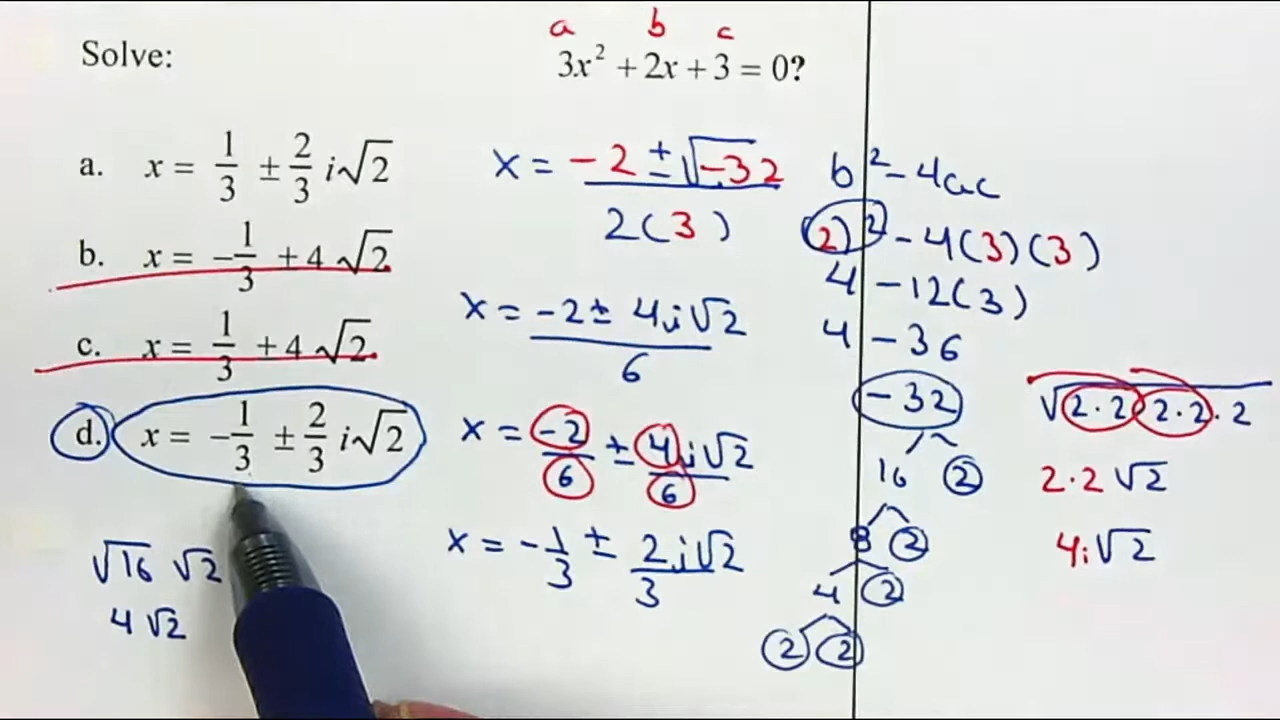 a b c
Solve: 3x² + 2x + 3 = 0?
a. x = 1/3 ± 2/3 i√2
b. x = -1/3 + 4√2
c. x = 1/3 + 4√2
d. x = -1/3 ± 2/3 i√2
√16 √2
4√2
x = (-2 ± √-32)/2(3)
x = (-2 ± 4i√2)/6
x = -2/6 ± 4i√2/6
x = -1/3 ± 2i√2/3
b² - 4ac
(2)² - 4(3)(3)
4 - 12(3)
4 - 36
-32
16 2
8 2
4 2
2 2
√2·2·2·2·2
2·2√2
4i√2